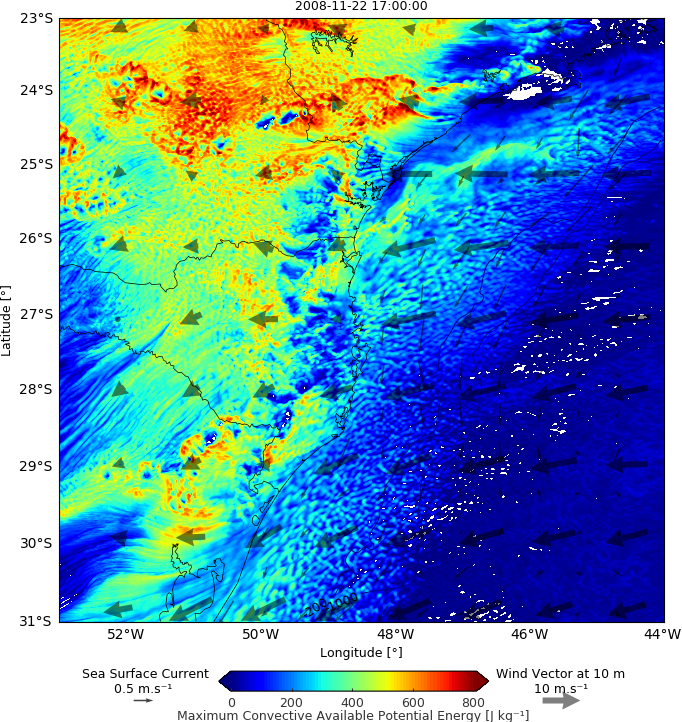 2008-11-22 17:00:00
23°S
24°S
25°S
26°S
27°S
28°S
29°S
30°S
31°S
Latitude [°]
-200
-1000
52°W 50°W 48°W 46°W 44°W
Longitude [°]
Sea Surface Current
0.5 m.s⁻¹
Wind Vector at 10 m
10 m.s⁻¹
0 200 400 600 800
Maximum Convective Available Potential Energy [J kg⁻¹]